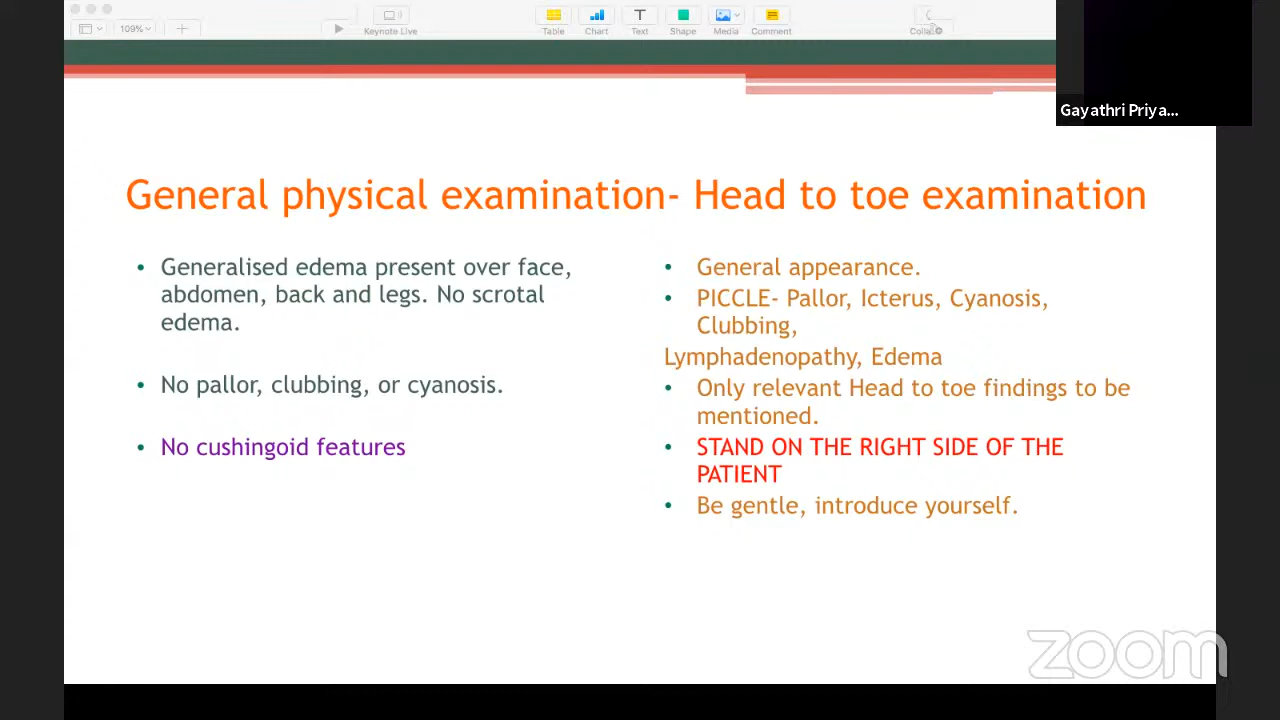 109%
Keynote Live
Table
Chart
Text
Shape
Media
Comment
Gayathri Priya...
General physical examination- Head to toe examination
• Generalised edema present over face,
abdomen, back and legs. No scrotal
edema.
• No pallor, clubbing, or cyanosis.
• No cushingoid features
• General appearance.
• PICCLE- Pallor, Icterus, Cyanosis,
Clubbing,
Lymphadenopathy, Edema
• Only relevant Head to toe findings to be
mentioned.
• STAND ON THE RIGHT SIDE OF THE
PATIENT
• Be gentle, introduce yourself.
zoom